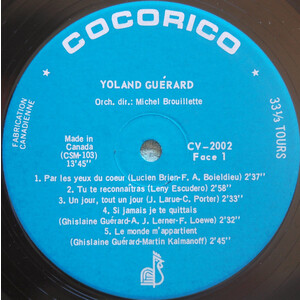 COCORICO
YOLAND GUÉRARD
Orch. dir.: Michel Brouillette
FABRICATION
CANADIENNE
33⅓ TOURS
Made in
Canada
(CSM-103)
13'45"
CV-2002
Face 1
1. Par les yeux du coeur (Lucien Brien-F. A. Boieldieu) 2'37"
2. Tu te reconnaîtras (Leny Escudero) 2'58"
3. Un jour, tout un jour (J. Larue-C. Porter) 2'33"
4. Si jamais je te quittais
(Ghislaine Guérard-A. J. Lerner-F. Loewe) 2'32"
5. Le monde m'appartient
(Ghislaine Guérard-Martin Kalmanoff) 2'45"